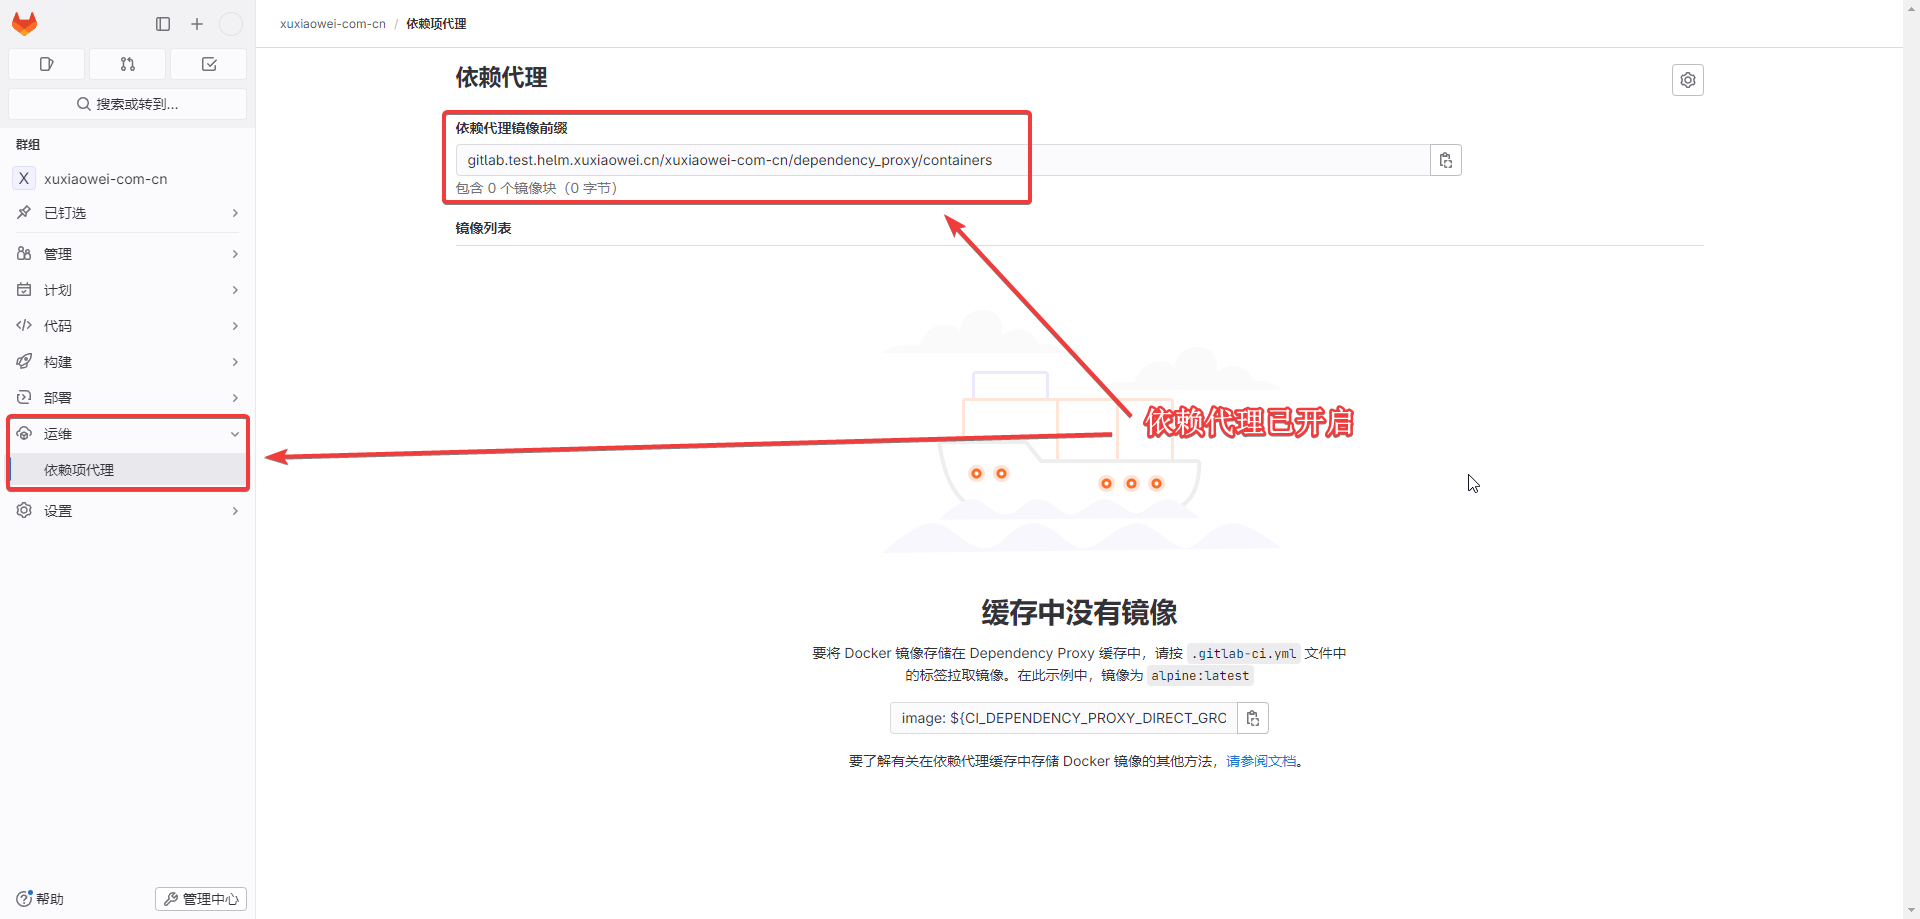 xuxiaowei-com-cn / 依赖项代理
搜索或转到...
群组
X xuxiaowei-com-cn
已钉选
管理
计划
代码
构建
部署
运维
依赖项代理
设置
帮助
管理中心
依赖代理
依赖代理镜像前缀
gitlab.test.helm.xuxiaowei.cn/xuxiaowei-com-cn/dependency_proxy/containers
包含 0 个镜像块（0 字节）
镜像列表
依赖代理已开启
缓存中没有镜像
要将 Docker 镜像存储在 Dependency Proxy 缓存中，请按 .gitlab-ci.yml 文件中
的标签拉取镜像。在此示例中，镜像为 alpine:latest
image: ${CI_DEPENDENCY_PROXY_DIRECT_GRO
要了解有关在依赖代理缓存中存储 Docker 镜像的其他方法，请参阅文档。